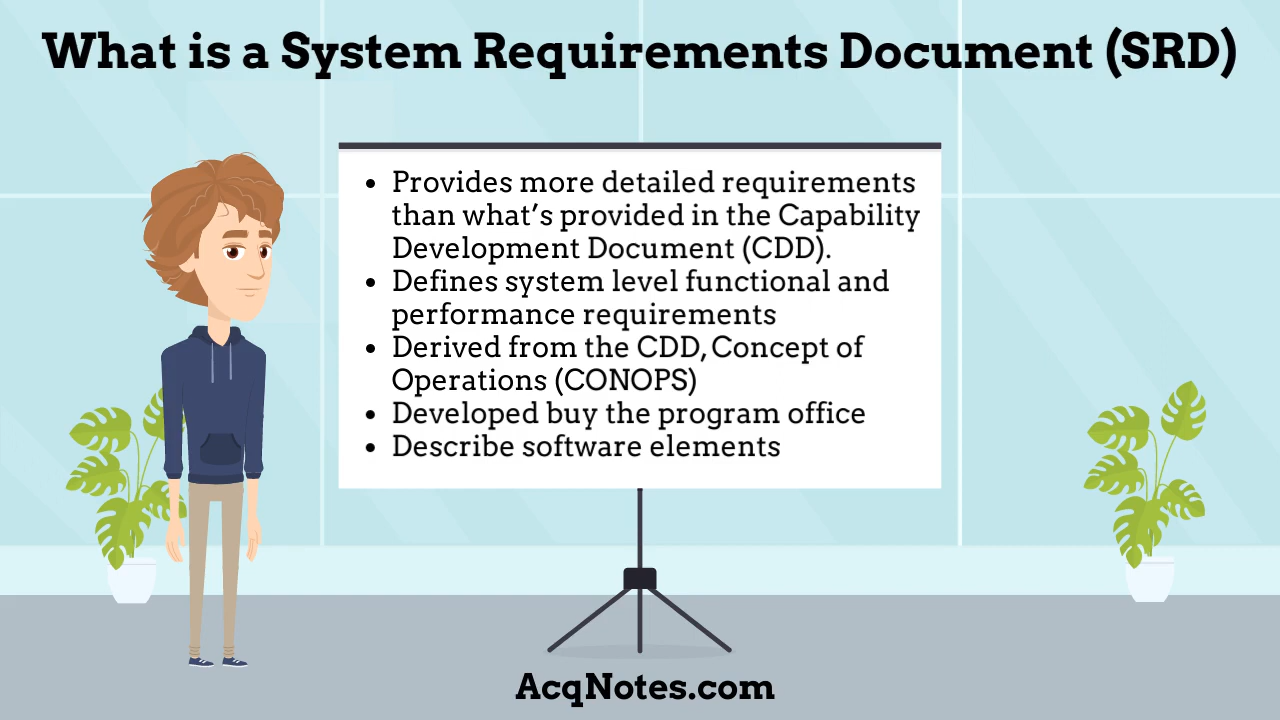 What is a System Requirements Document (SRD)
• Provides more detailed requirements
than what’s provided in the Capability
Development Document (CDD).
• Defines system level functional and
performance requirements
• Derived from the CDD, Concept of
Operations (CONOPS)
• Developed buy the program office
• Describe software elements
AcqNotes.com